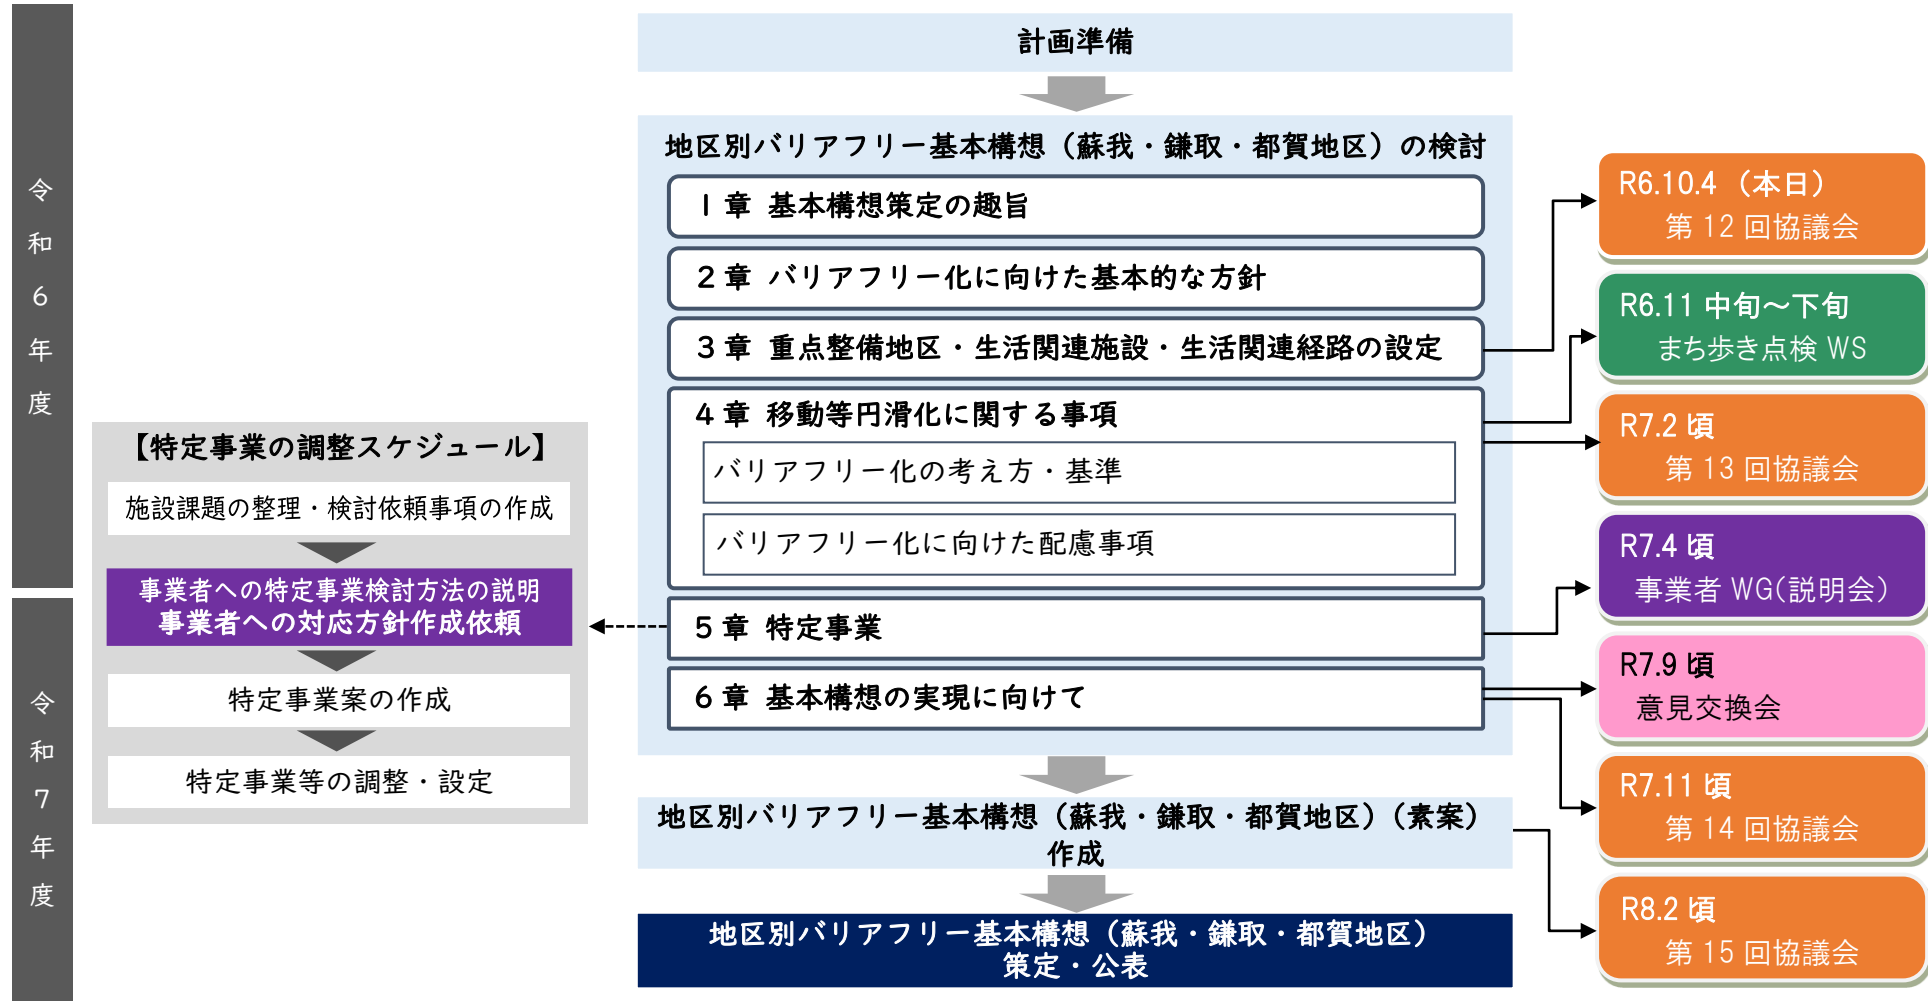 令和6年度
令和7年度
計画準備
地区別バリアフリー基本構想（蘇我・鎌取・都賀地区）の検討
1章 基本構想策定の趣旨
2章 バリアフリー化に向けた基本的な方針
3章 重点整備地区・生活関連施設・生活関連経路の設定
4章 移動等円滑化に関する事項
バリアフリー化の考え方・基準
バリアフリー化に向けた配慮事項
5章 特定事業
6章 基本構想の実現に向けて
地区別バリアフリー基本構想（蘇我・鎌取・都賀地区）（素案）
作成
地区別バリアフリー基本構想（蘇我・鎌取・都賀地区）
策定・公表
【特定事業の調整スケジュール】
施設課題の整理・検討依頼事項の作成
事業者への特定事業検討方法の説明
事業者への対応方針作成依頼
特定事業案の作成
特定事業等の調整・設定
R6.10.4（本日）
第12回協議会
R6.11 中旬～下旬
まち歩き点検WS
R7.2 頃
第13回協議会
R7.4 頃
事業者WG(説明会）
R7.9 頃
意見交換会
R7.11 頃
第14回協議会
R8.2 頃
第15回協議会